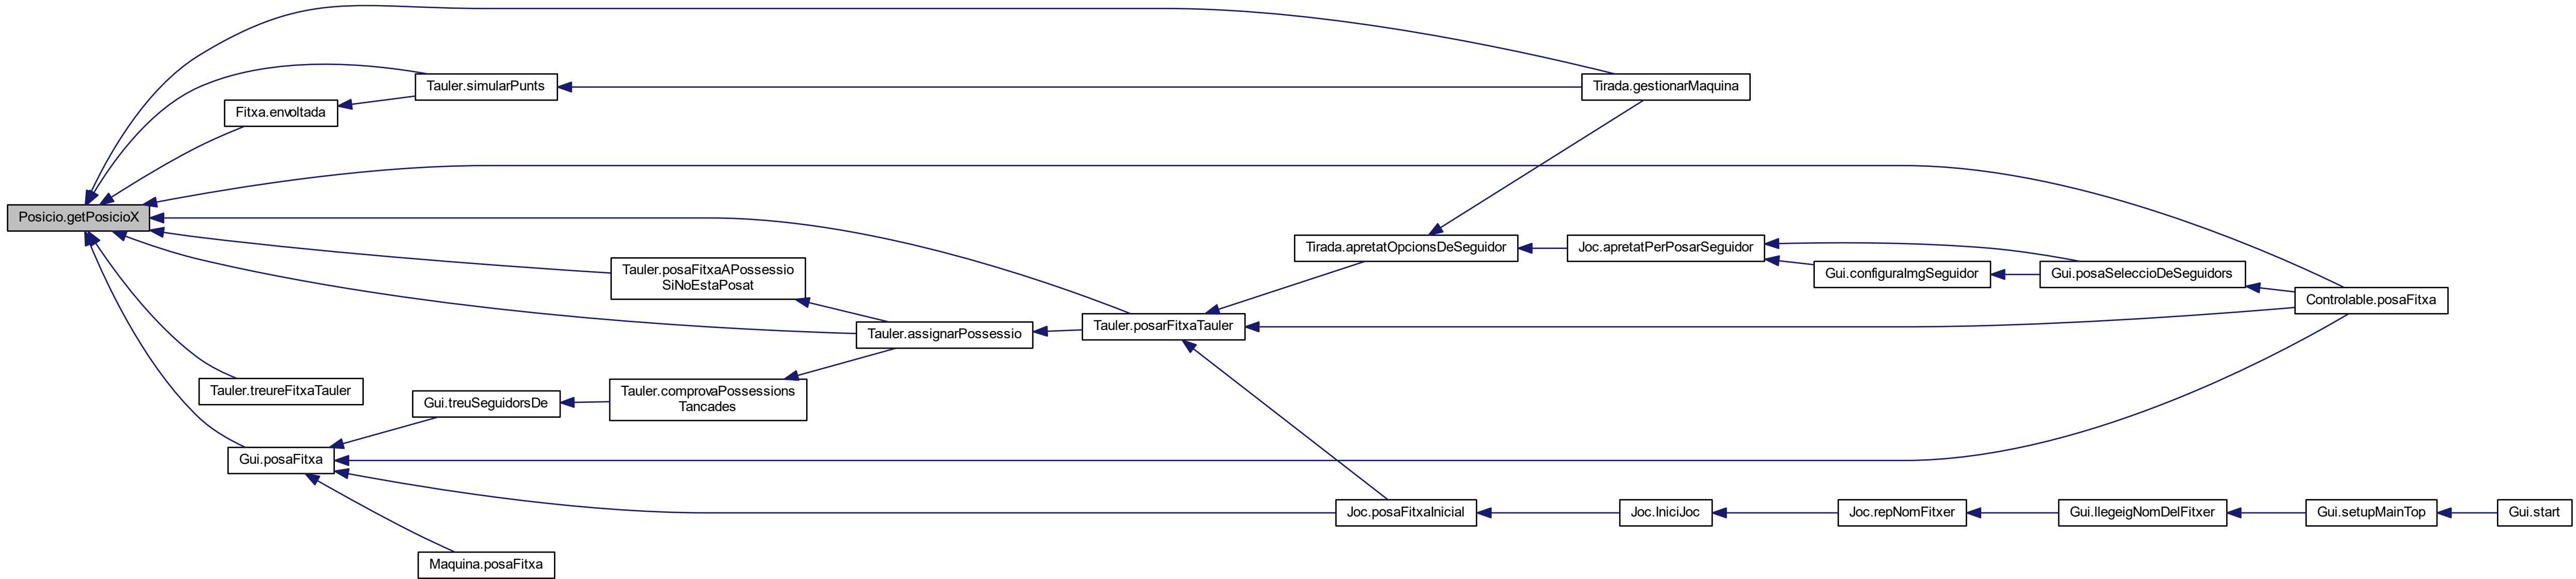 Posicio.getPosicioX
Tauler.simularPunts
Fitxa.envoltada
Tirada.gestionarMaquina
Tauler.posaFitxaAPossessio
SiNoEstaPosat
Tauler.assignarPossessio
Tauler.posarFitxaTauler
Tirada.apretatOpcionsDeSeguidor
Joc.apretatPerPosarSeguidor
Gui.configuraImgSeguidor
Gui.posaSeleccioDeSeguidors
Controlable.posaFitxa
Tauler.treureFitxaTauler
Gui.treuSeguidorsDe
Tauler.comprovaPossessions
Tancades
Gui.posaFitxa
Joc.posaFitxaInicial
Joc.IniciJoc
Joc.repNomFitxer
Gui.llegeigNomDelFitxer
Gui.setupMainTop
Gui.start
Maquina.posaFitxa